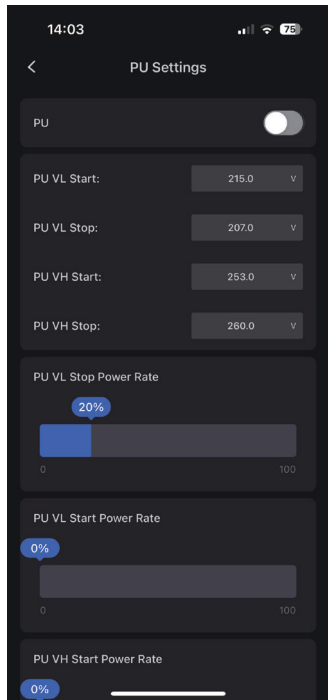 14:03
75
PU Settings
PU
PU VL Start: 215.0 V
PU VL Stop: 207.0 V
PU VH Start: 253.0 V
PU VH Stop: 260.0 V
PU VL Stop Power Rate
20%
0 100
PU VL Start Power Rate
0%
0 100
PU VH Start Power Rate
0%